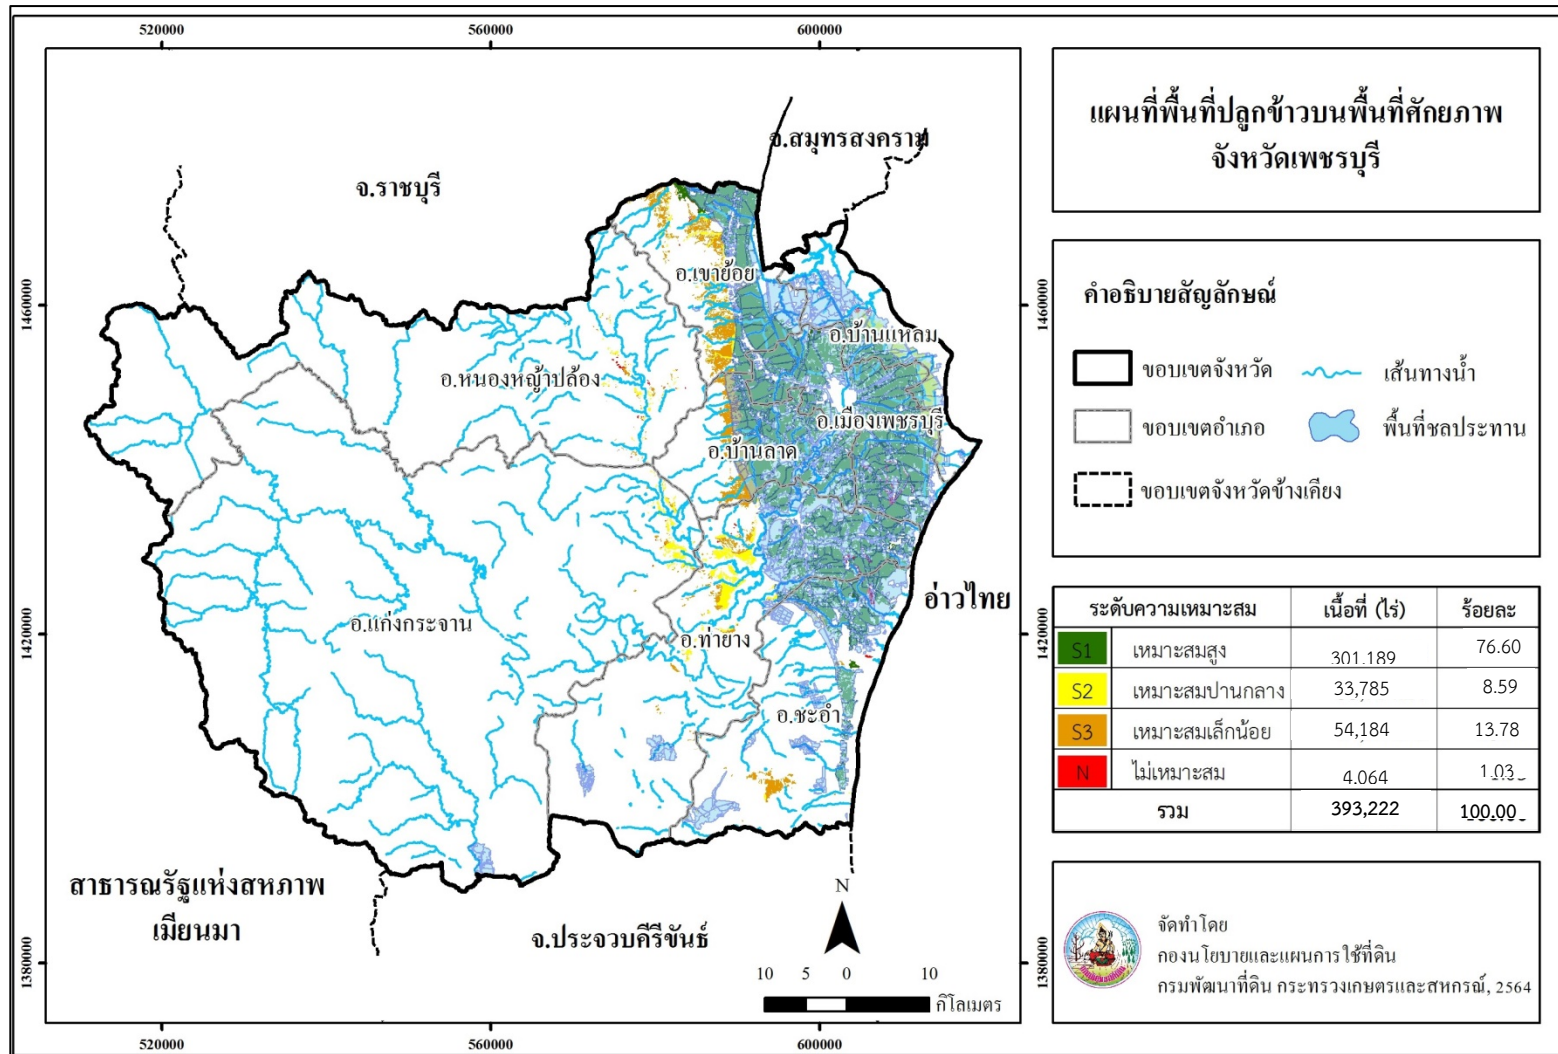 520000 560000 600000
แผนที่พื้นที่ปลูกข้าวบนพื้นที่ศักยภาพ
จังหวัดเพชรบุรี
จ.สมุทรสงคราม
จ.ราชบุรี
อ.เขาย้อย
อ.บ้านแหลม
อ.หนองหญ้าปล้อง
อ.เมืองเพชรบุรี
อ.บ้านลาด
อ.แก่งกระจาน
อ.ท่ายาง
อ.ชะอำ
อ่าวไทย
สาธารณรัฐแห่งสหภาพ
เมียนมา
จ.ประจวบคีรีขันธ์
1460000 1460000
1420000 1420000
1380000 1380000
N
10 5 0 10
กิโลเมตร
520000 560000 600000
คำอธิบายสัญลักษณ์
ขอบเขตจังหวัด เส้นทางน้ำ
ขอบเขตอำเภอ พื้นที่ชลประทาน
ขอบเขตจังหวัดข้างเคียง
ระดับความเหมาะสม เนื้อที่ (ไร่) ร้อยละ
S1 เหมาะสมสูง 301.189 76.60
S2 เหมาะสมปานกลาง 33,785 8.59
S3 เหมาะสมเล็กน้อย 54,184 13.78
N ไม่เหมาะสม 4.064 1.03
รวม 393,222 100.00
จัดทำโดย
กองนโยบายและแผนการใช้ที่ดิน
กรมพัฒนาที่ดิน กระทรวงเกษตรและสหกรณ์, 2564